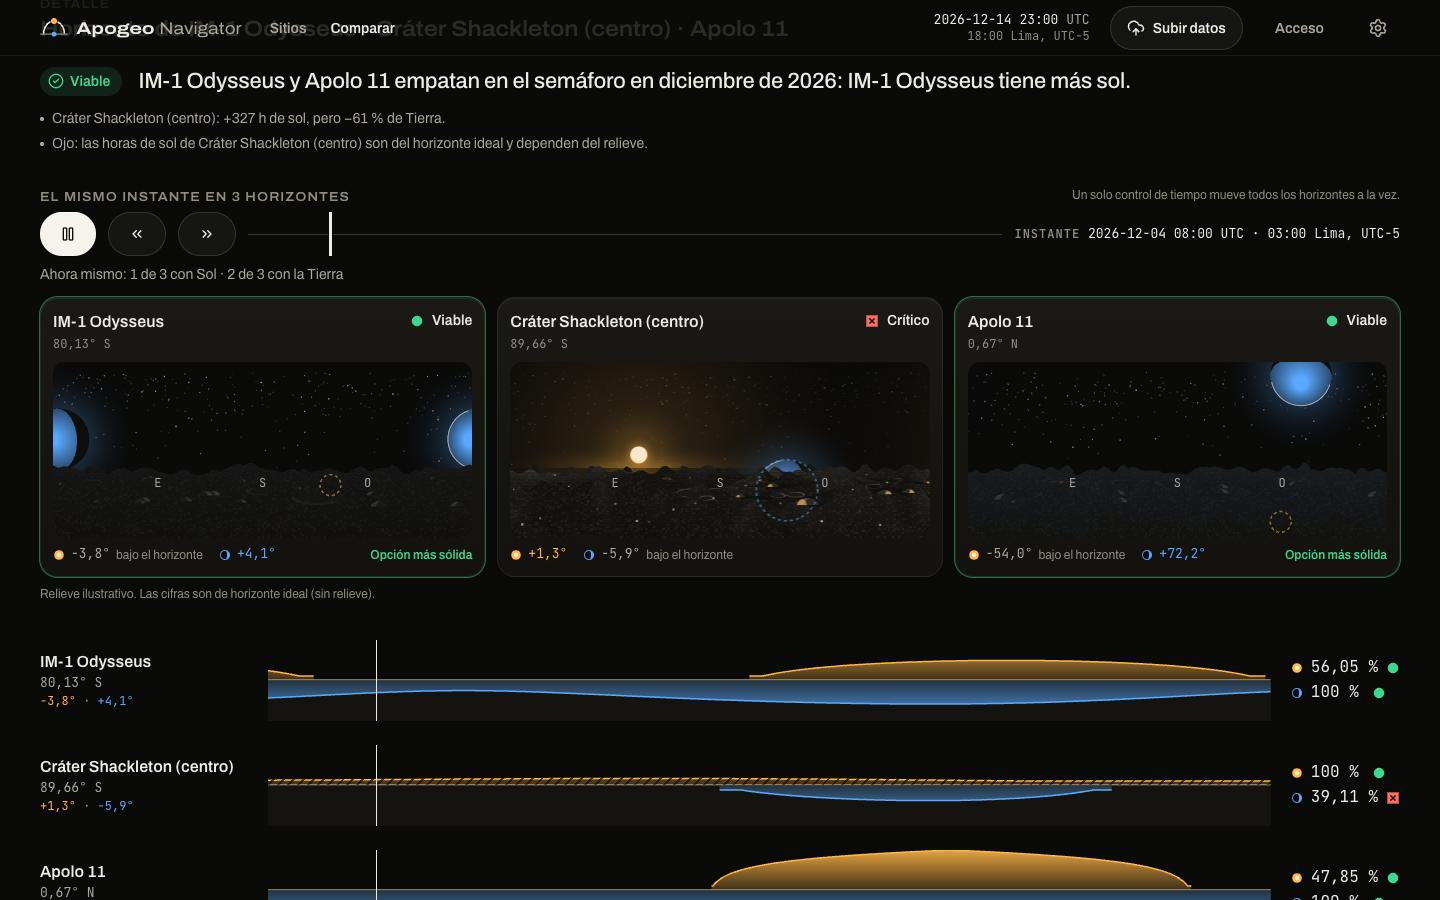 DETALLE
Apogeo Navigator Sitios Comparar
Cráter Shackleton (centro) · Apolo 11
2026-12-14 23:00 UTC
18:00 Lima, UTC-5
Subir datos
Acceso
Viable
IM-1 Odysseus y Apolo 11 empatan en el semáforo en diciembre de 2026: IM-1 Odysseus tiene más sol.
• Cráter Shackleton (centro): +327 h de sol, pero −61 % de Tierra.
• Ojo: las horas de sol de Cráter Shackleton (centro) son del horizonte ideal y dependen del relieve.
EL MISMO INSTANTE EN 3 HORIZONTES
Un solo control de tiempo mueve todos los horizontes a la vez.
INSTANTE 2026-12-04 08:00 UTC · 03:00 Lima, UTC-5
Ahora mismo: 1 de 3 con Sol · 2 de 3 con la Tierra
IM-1 Odysseus
Viable
80,13° S
E S O
-3,8° bajo el horizonte +4,1° Opción más sólida
Cráter Shackleton (centro)
Crítico
89,66° S
E S O
+1,3° -5,9° bajo el horizonte
Apolo 11
Viable
0,67° N
E S O
-54,0° bajo el horizonte +72,2° Opción más sólida
Relieve ilustrativo. Las cifras son de horizonte ideal (sin relieve).
IM-1 Odysseus
80,13° S
-3,8° · +4,1°
56,05 %
100 %
Cráter Shackleton (centro)
89,66° S
+1,3° · -5,9°
100 %
39,11 %
Apolo 11
0,67° N
47,85 %
100 %